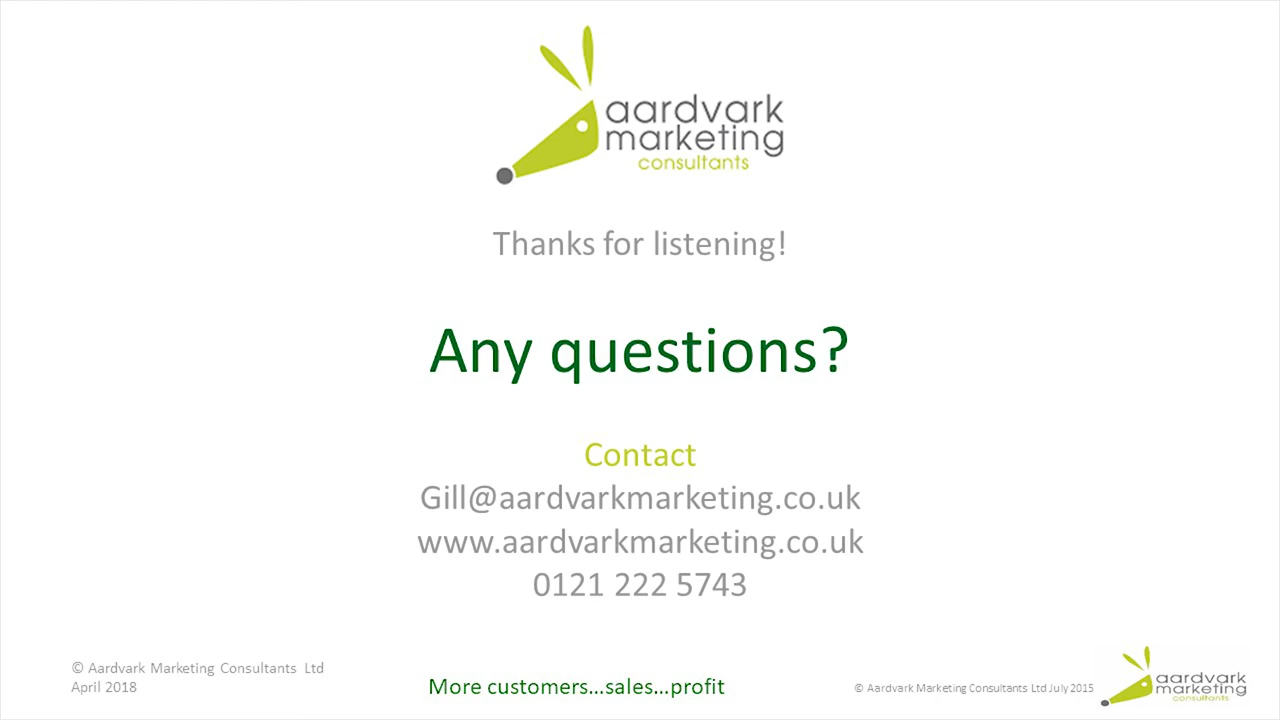 aardvark
marketing
consultants
Thanks for listening!
Any questions?
Contact
Gill@aardvarkmarketing.co.uk
www.aardvarkmarketing.co.uk
0121 222 5743
© Aardvark Marketing Consultants Ltd
April 2018
More customers...sales...profit
© Aardvark Marketing Consultants Ltd July 2015
aardvark
marketing
consultants